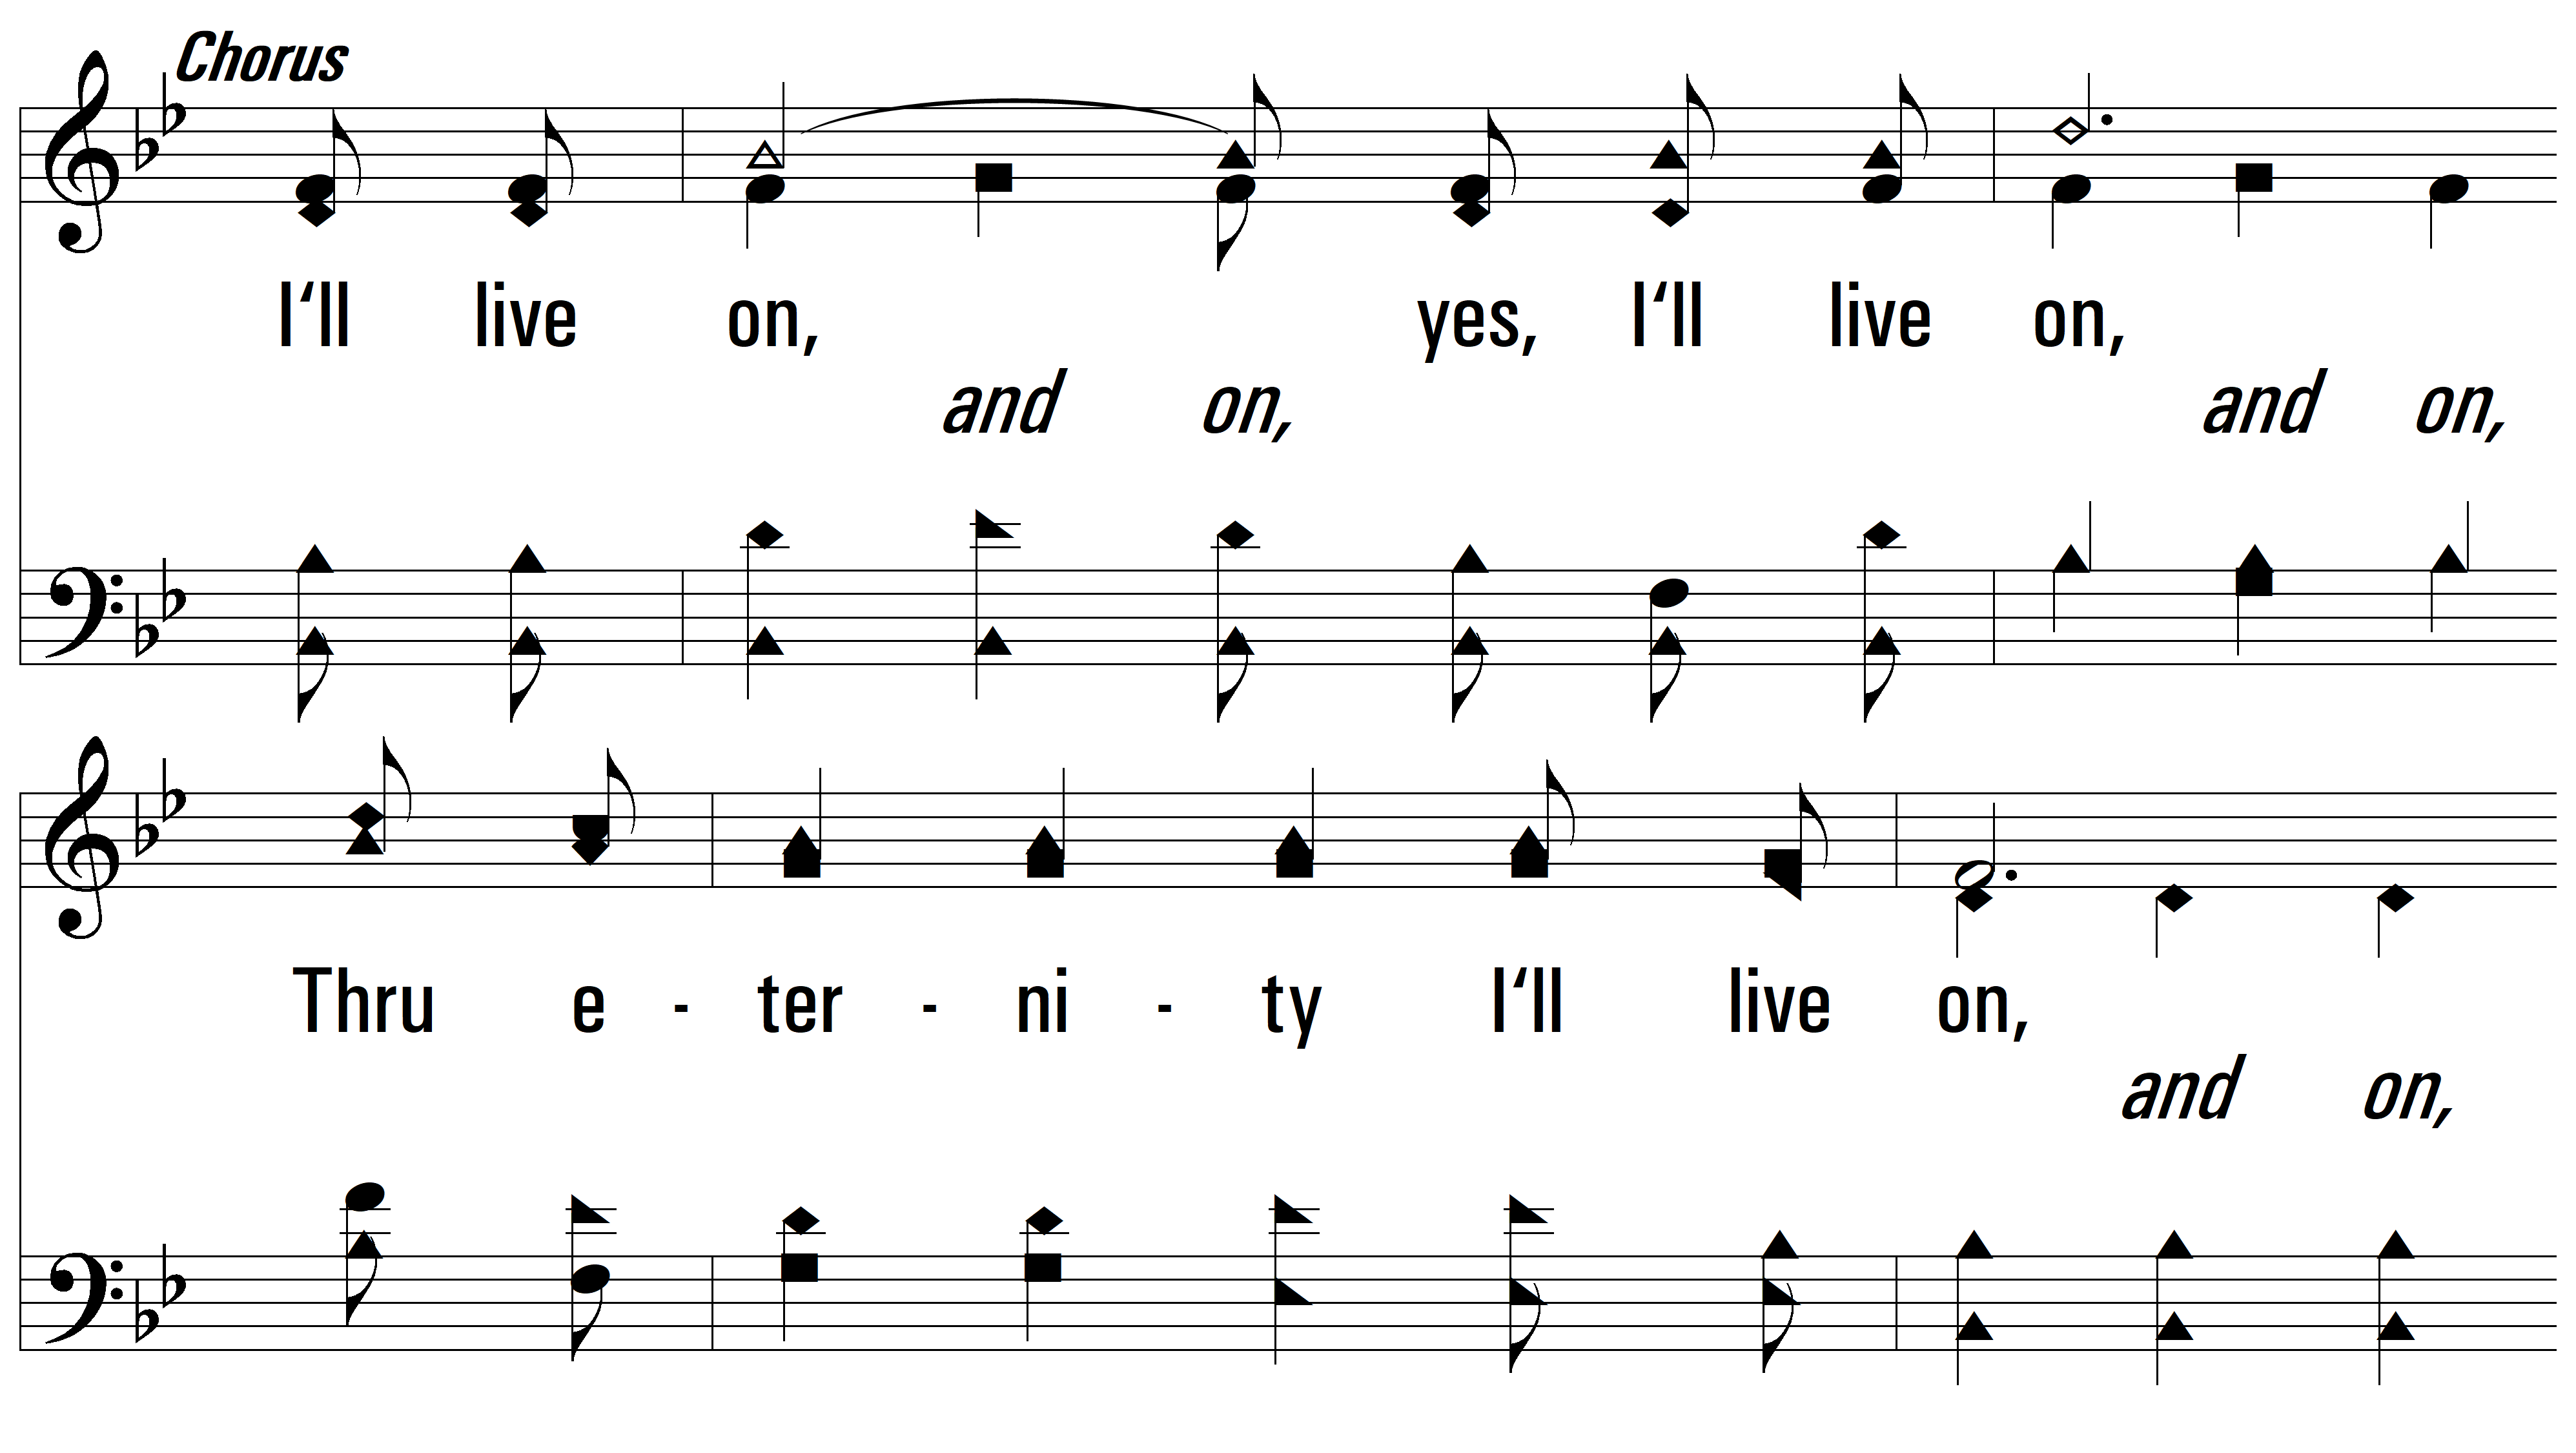 Chorus
I‘ll live on, yes, I‘ll live on,
and on, and on,
Thru e - ter - ni - ty I‘ll live on,
and on,